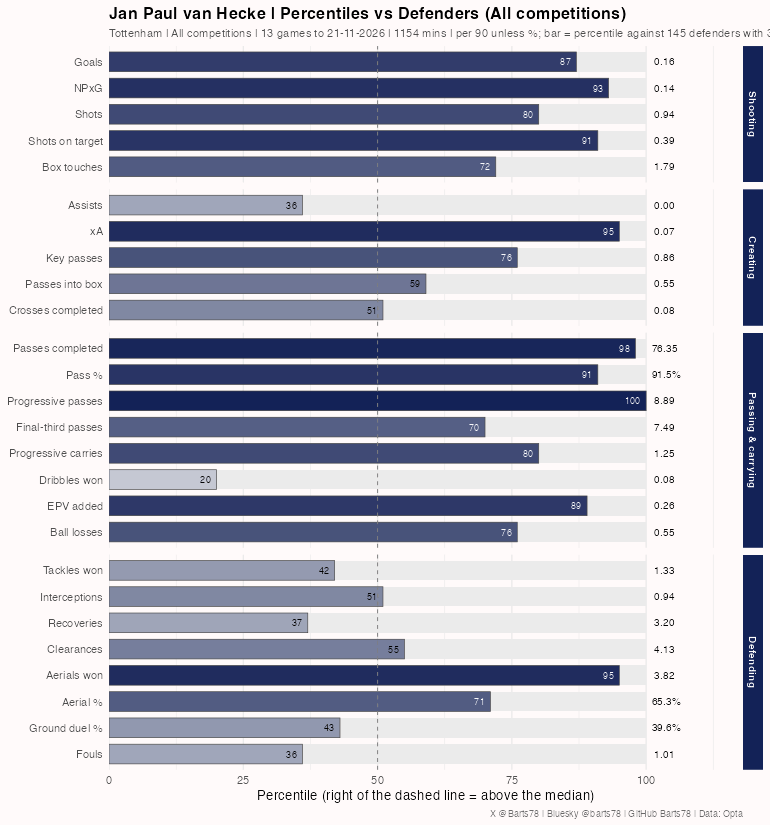 Jan Paul van Hecke | Percentiles vs Defenders (All competitions)
Tottenham | All competitions | 13 games to 21-11-2026 | 1154 mins | per 90 unless %; bar = percentile against 145 defenders with
Goals 87 0.16
NPxG 93 0.14
Shots 80 0.94
Shots on target 91 0.39
Box touches 72 1.79
Shooting
Assists 36 0.00
xA 95 0.07
Key passes 76 0.86
Passes into box 59 0.55
Crosses completed 51 0.08
Creating
Passes completed 98 76.35
Pass % 91 91.5%
Progressive passes 100 8.89
Final-third passes 70 7.49
Progressive carries 80 1.25
Dribbles won 20 0.08
EPV added 89 0.26
Ball losses 76 0.55
Passing & carrying
Tackles won 42 1.33
Interceptions 51 0.94
Recoveries 37 3.20
Clearances 55 4.13
Aerials won 95 3.82
Aerial % 71 65.3%
Ground duel % 43 39.6%
Fouls 36 1.01
Defending
0 25 50 75 100
Percentile (right of the dashed line = above the median)
X @Barts78 | Bluesky @barts78 | GitHub Barts78 | Data: Opta